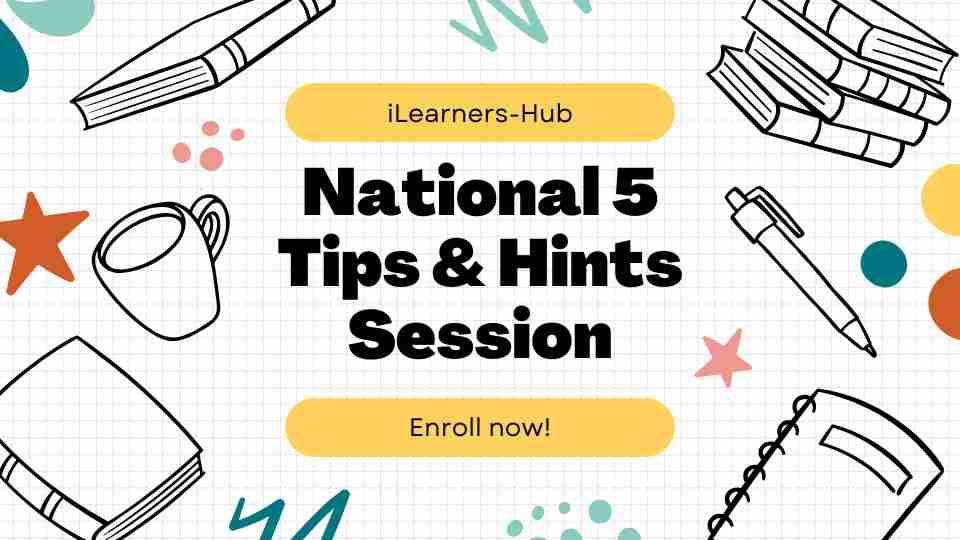 iLearners-Hub
National 5
Tips & Hints
Session
Enroll now!